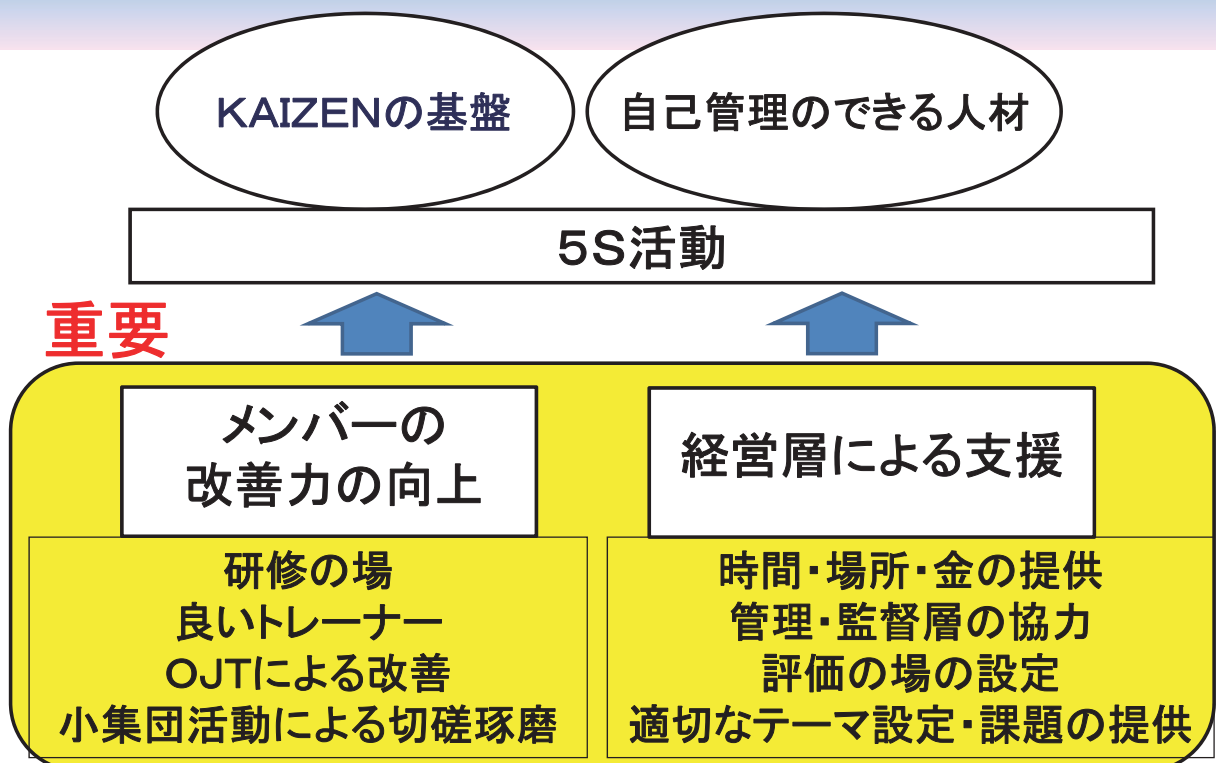 KAIZENの基盤
自己管理のできる人材
5S活動
重要
メンバーの
改善力の向上
経営層による支援
研修の場
良いトレーナー
OJTによる改善
小集団活動による切磋琢磨
時間・場所・金の提供
管理・監督層の協力
評価の場の設定
適切なテーマ設定・課題の提供